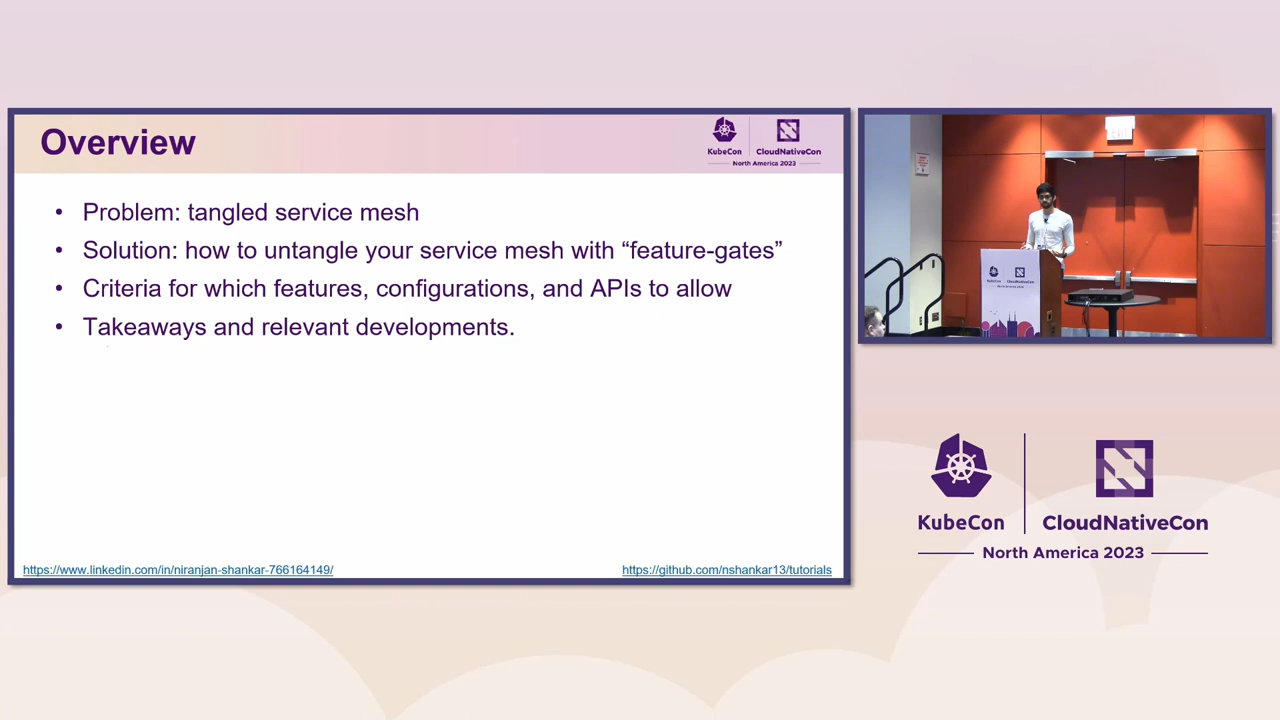 Overview
KubeCon
CloudNativeCon
North America 2023
• Problem: tangled service mesh
• Solution: how to untangle your service mesh with “feature-gates”
• Criteria for which features, configurations, and APIs to allow
• Takeaways and relevant developments.
https://www.linkedin.com/in/niranjan-shankar-766164149/
https://github.com/nshankar13/tutorials
EXIT
KubeCon
CloudNativeCon
North America 2023